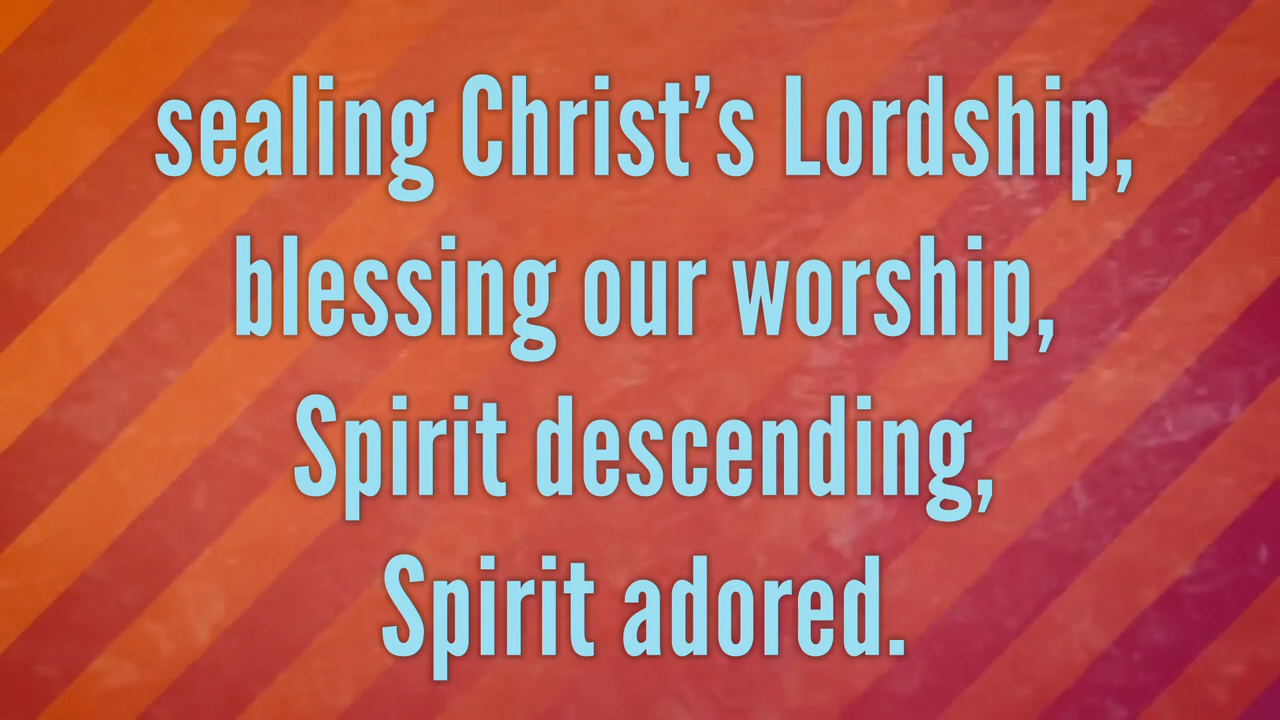 sealing Christ’s Lordship,
blessing our worship,
Spirit descending,
Spirit adored.